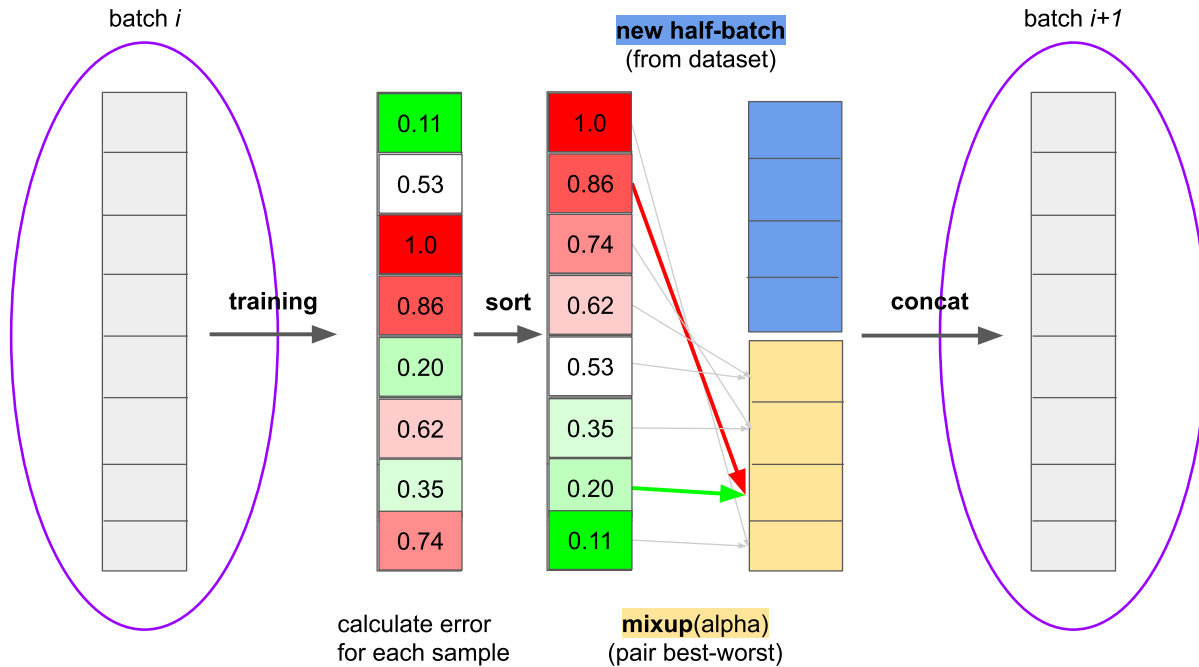 batch i
batch i+1
new half-batch
(from dataset)
0.11
0.53
1.0
0.86
0.20
0.62
0.35
0.74
1.0
0.86
0.74
0.62
0.53
0.35
0.20
0.11
training
sort
concat
calculate error
for each sample
mixup(alpha)
(pair best-worst)